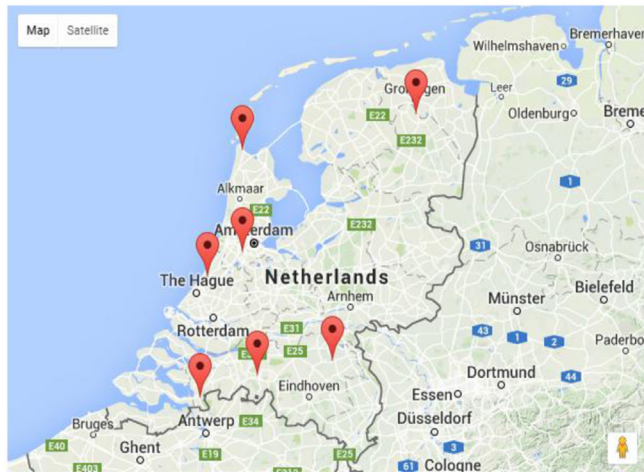 Map Satellite
Wilhelmshaven
Bremerhaven
Leer
E22
29
Oldenburg
Breme
E232
1
Alkmaar
E22
E232
31
Osnabrück
The Hague
Netherlands
Bielefeld
Arnhem
Münster
Rotterdam
E31
43
1
2
E25
Paderbo
44
Dortmund
Eindhoven
Essen
Bruges
Antwerp
E34
Düsseldorf
E40
Ghent
E19
E25
3
E403
61
Cologne